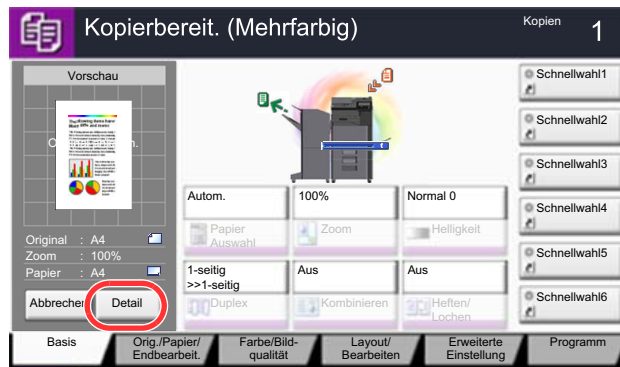 Kopierbereit. (Mehrfarbig)
Kopien
1
Vorschau
Original : A4
Zoom : 100%
Papier : A4
Abbrechen
Detail
Autom.
Papier
Auswahl
100%
Zoom
Normal 0
Helligkeit
1-seitig
>>1-seitig
Duplex
Aus
Kombinieren
Aus
Heften/
Lochen
Schnellwahl1
Schnellwahl2
Schnellwahl3
Schnellwahl4
Schnellwahl5
Schnellwahl6
Basis
Orig./Papier/
Endbearbeit.
Farbe/Bild-
qualität
Layout/
Bearbeiten
Erweiterte
Einstellung
Programm